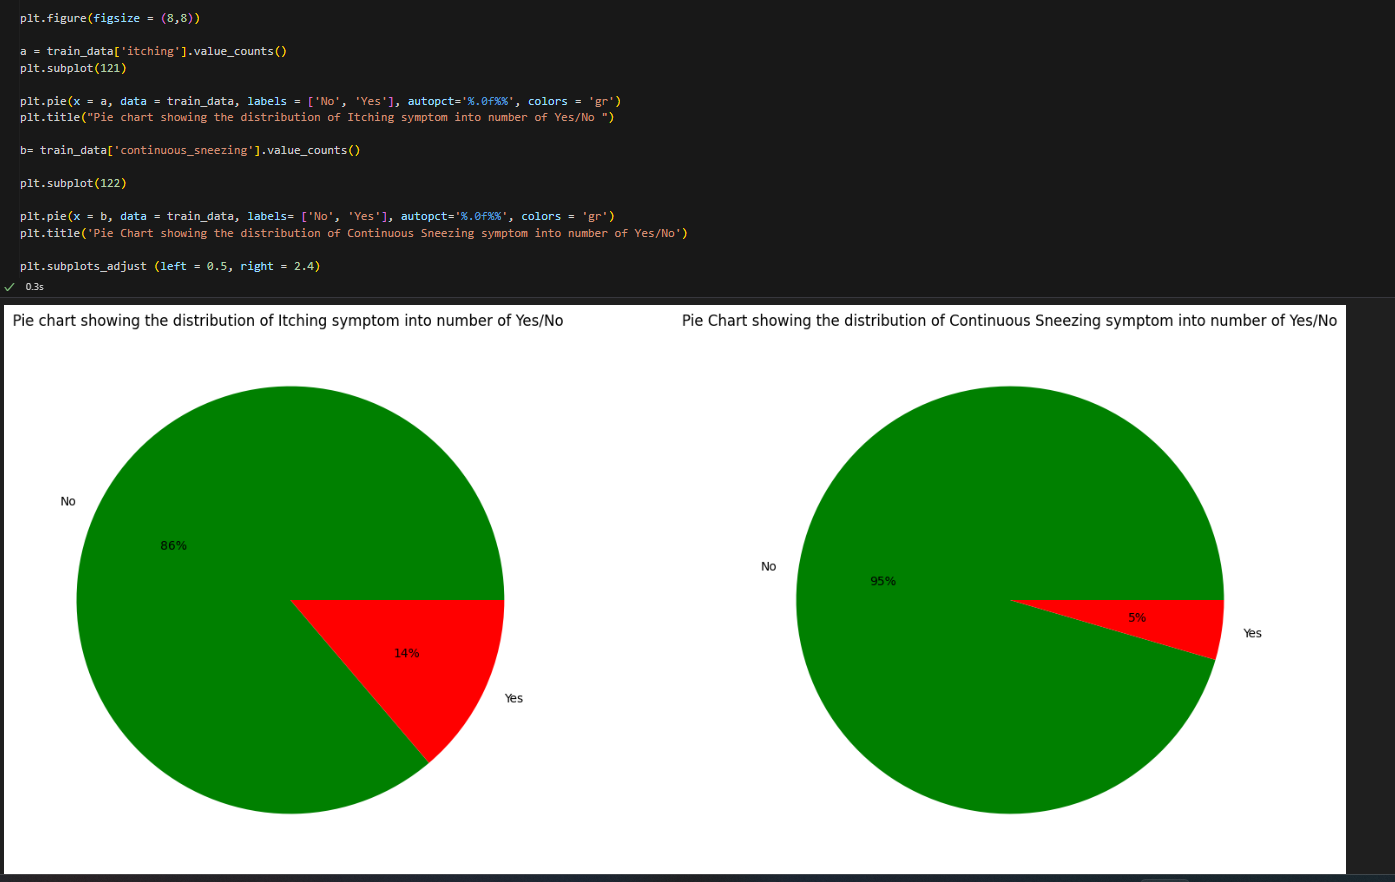 plt.figure(figsize = (8,8))
a = train_data['itching'].value_counts()
plt.subplot(121)
plt.pie(x = a, data = train_data, labels = ['No', 'Yes'], autopct='%.0f%%', colors = 'gr')
plt.title("Pie chart showing the distribution of Itching symptom into number of Yes/No ")
b= train_data['continuous_sneezing'].value_counts()
plt.subplot(122)
plt.pie(x = b, data = train_data, labels= ['No', 'Yes'], autopct='%.0f%%', colors = 'gr')
plt.title('Pie Chart showing the distribution of Continuous Sneezing symptom into number of Yes/No')
plt.subplots_adjust (left = 0.5, right = 2.4)
0.3s
Pie chart showing the distribution of Itching symptom into number of Yes/No
No
86%
14%
Yes
Pie Chart showing the distribution of Continuous Sneezing symptom into number of Yes/No
No
95%
5%
Yes